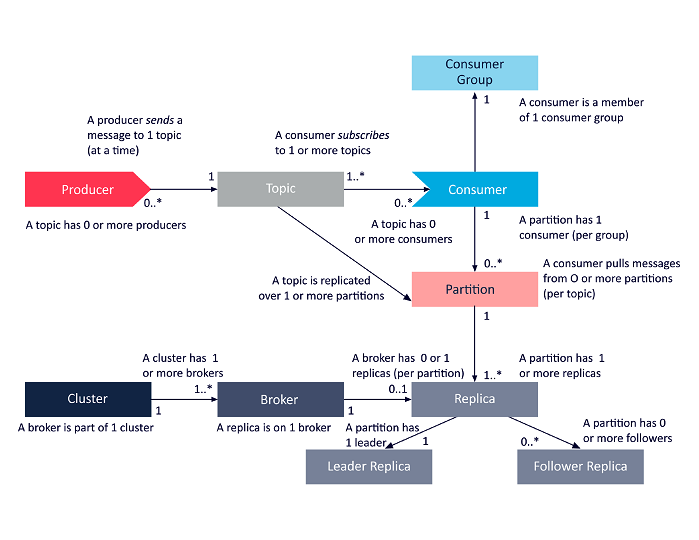 Consumer
Group
1
A consumer is a member
of 1 consumer group
A producer sends a
message to 1 topic
(at a time)
A consumer subscribes
to 1 or more topics
Producer
0..*
1
Topic
1..*
0..*
Consumer
A topic has 0 or more producers
A topic has 0
or more consumers
1
A partition has 1
consumer (per group)
0..*
A consumer pulls messages
from O or more partitions
(per topic)
A topic is replicated
over 1 or more partitions
Partition
1
A cluster has 1
or more brokers
A broker has 0 or 1
replicas (per partition)
A partition has 1
or more replicas
1..*
Cluster
1
1..*
Broker
1
0..1
Replica
A broker is part of 1 cluster
A replica is on 1 broker
A partition has
1 leader
1
0..*
A partition has 0
or more followers
Leader Replica
Follower Replica